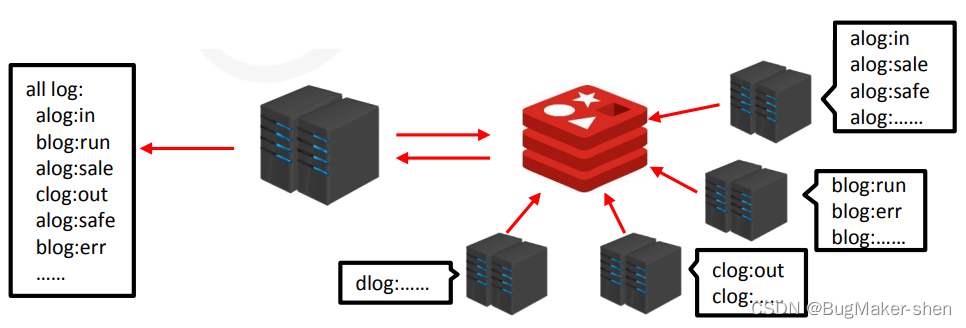 all log:
alog:in
blog:run
alog:sale
clog:out
alog:safe
blog:err
……
alog:in
alog:sale
alog:safe
alog:……
blog:run
blog:err
blog:……
clog:out
clog:……
dlog:……
CSDN @BugMaker-shen